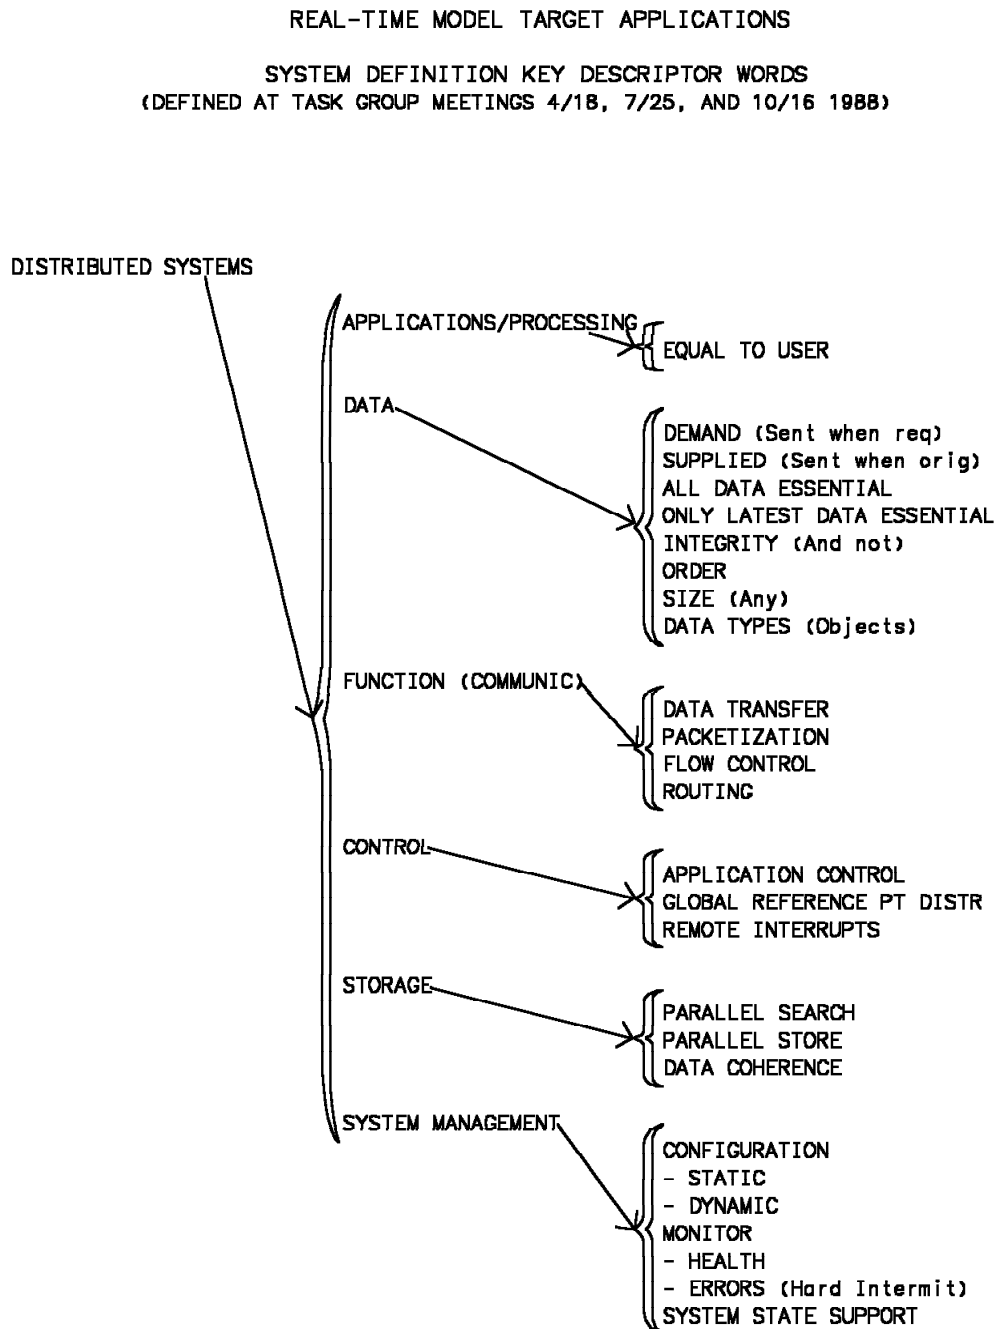 REAL-TIME MODEL TARGET APPLICATIONS
SYSTEM DEFINITION KEY DESCRIPTOR WORDS
(DEFINED AT TASK GROUP MEETINGS 4/18, 7/25, AND 10/16 1988)
DISTRIBUTED SYSTEMS
APPLICATIONS/PROCESSING
EQUAL TO USER
DATA
DEMAND (Sent when req)
SUPPLIED (Sent when orig)
ALL DATA ESSENTIAL
ONLY LATEST DATA ESSENTIAL
INTEGRITY (And not)
ORDER
SIZE (Any)
DATA TYPES (Objects)
FUNCTION (COMMUNIC)
DATA TRANSFER
PACKETIZATION
FLOW CONTROL
ROUTING
CONTROL
APPLICATION CONTROL
GLOBAL REFERENCE PT DISTR
REMOTE INTERRUPTS
STORAGE
PARALLEL SEARCH
PARALLEL STORE
DATA COHERENCE
SYSTEM MANAGEMENT
CONFIGURATION
- STATIC
- DYNAMIC
MONITOR
- HEALTH
- ERRORS (Hard Intermit)
SYSTEM STATE SUPPORT